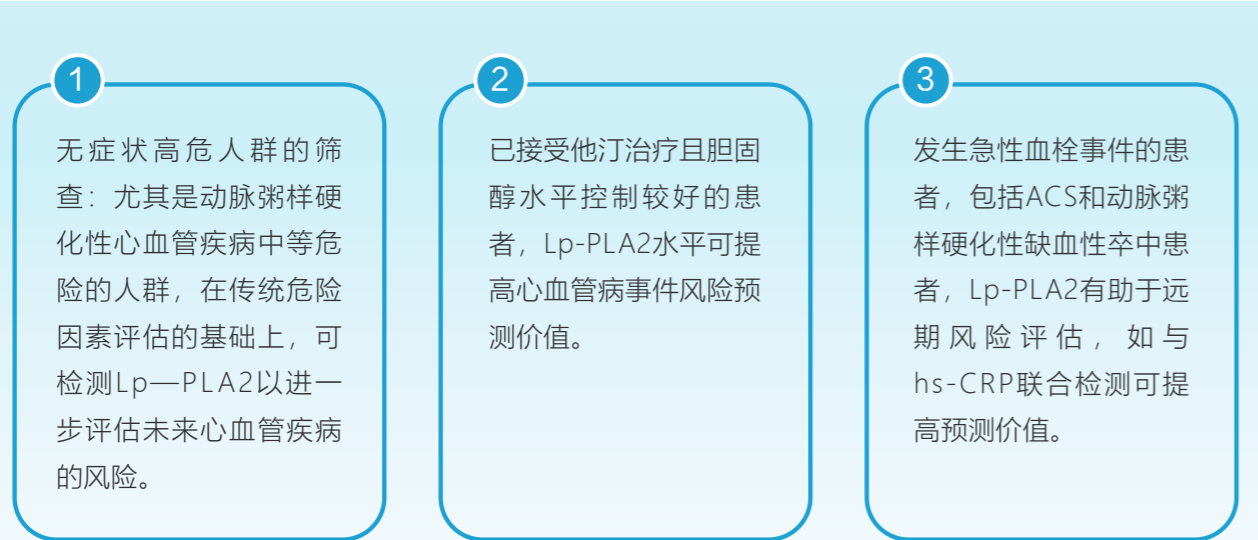 1
无症状高危人群的筛
查：尤其是动脉粥样硬
化性心血管疾病中等危
险的人群，在传统危险
因素评估的基础上，可
检测Lp—PLA2以进一
步评估未来心血管疾病
的风险。
2
已接受他汀治疗且胆固
醇水平控制较好的患
者，Lp-PLA2水平可提
高心血管病事件风险预
测价值。
3
发生急性血栓事件的患
者，包括ACS和动脉粥
样硬化性缺血性卒中患
者，Lp-PLA2有助于远
期风险评估，如与
hs-CRP联合检测可提
高预测价值。